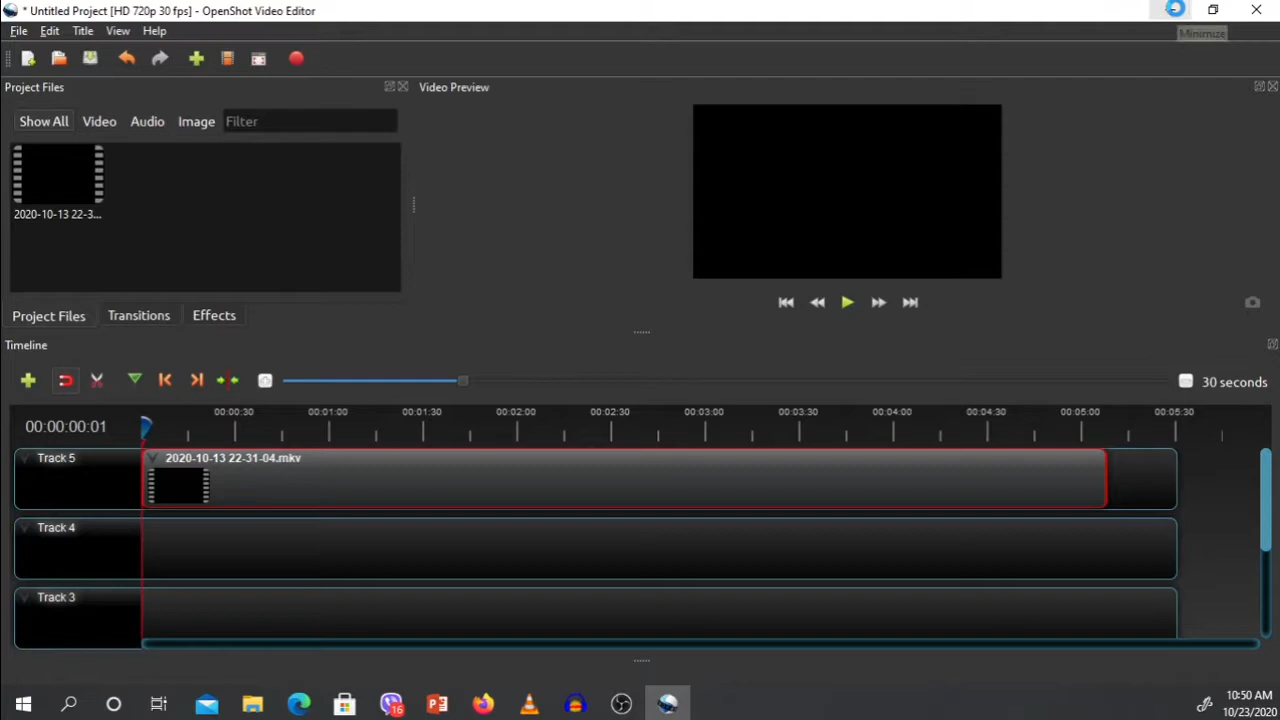 * Untitled Project [HD 720p 30 fps] - OpenShot Video Editor
Minimize
File Edit Title View Help
Project Files
Video Preview
Show All Video Audio Image Filter
2020-10-13 22-3...
Project Files Transitions Effects
Timeline
30 seconds
00:00:00:01
00:00:30 00:01:00 00:01:30 00:02:00 00:02:30 00:03:00 00:03:30 00:04:00 00:04:30 00:05:00 00:05:30
Track 5
2020-10-13 22-31-04.mkv
Track 4
Track 3
16
10:50 AM
10/23/2020